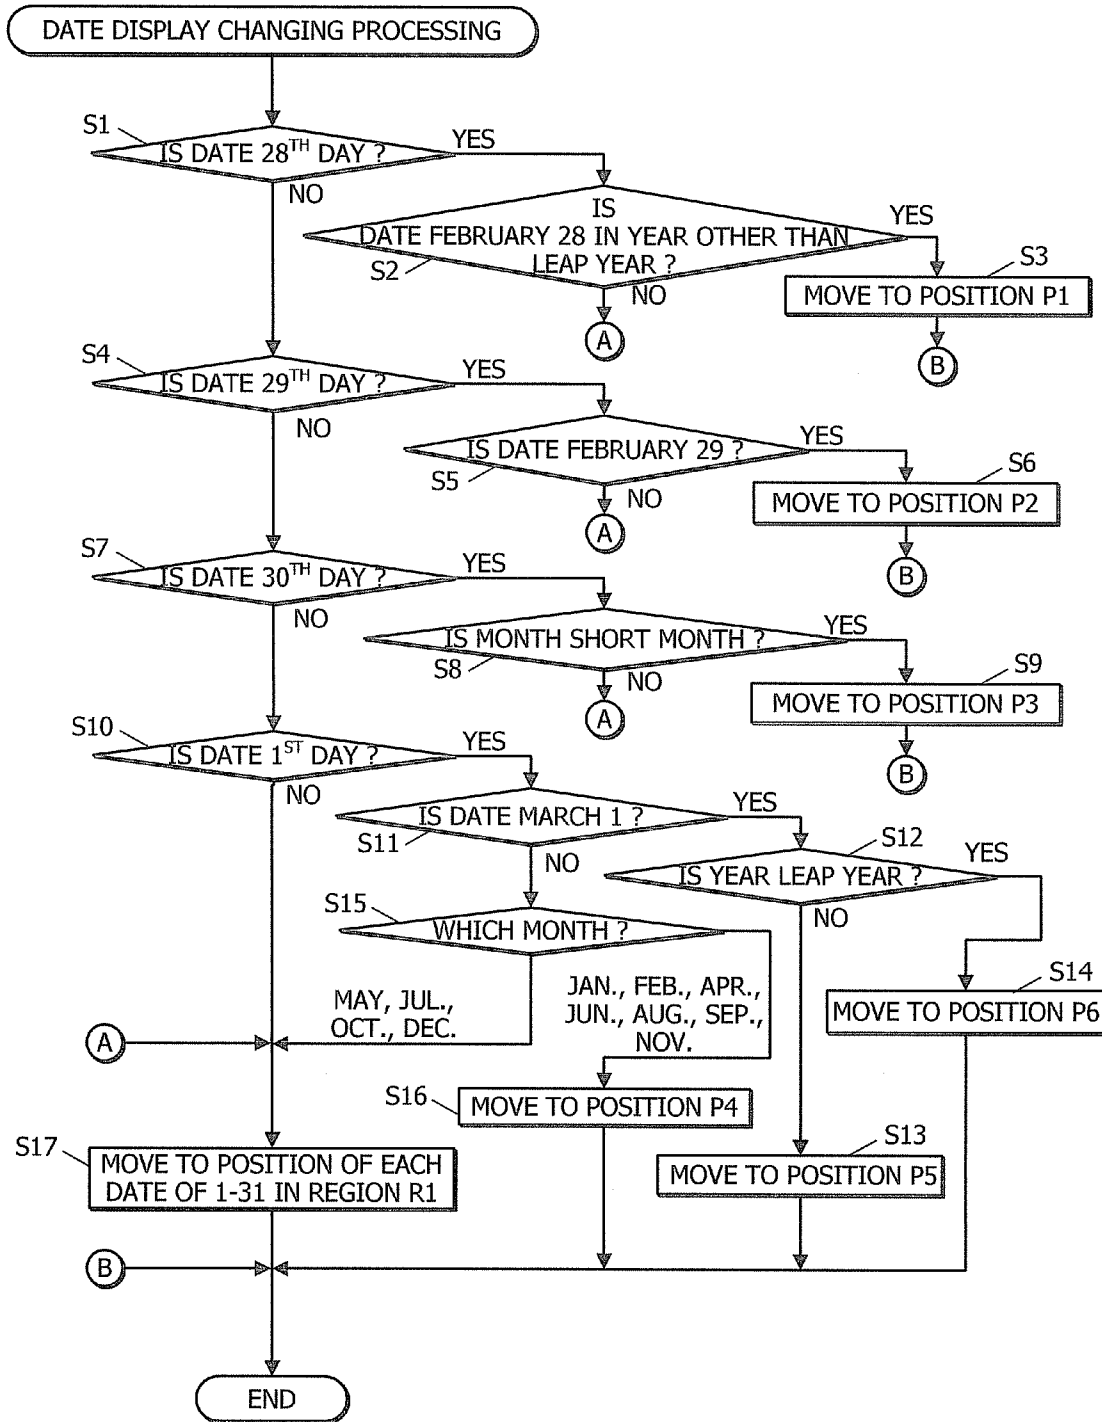 DATE DISPLAY CHANGING PROCESSING
S1
IS DATE 28TH DAY ?
YES
NO
IS
DATE FEBRUARY 28 IN YEAR OTHER THAN
LEAP YEAR ?
S2
YES
NO
S3
MOVE TO POSITION P1
A
B
S4
IS DATE 29TH DAY ?
YES
NO
IS DATE FEBRUARY 29 ?
S5
YES
NO
S6
MOVE TO POSITION P2
A
B
S7
IS DATE 30TH DAY ?
YES
NO
IS MONTH SHORT MONTH ?
S8
YES
NO
S9
MOVE TO POSITION P3
A
B
S10
IS DATE 1ST DAY ?
YES
NO
IS DATE MARCH 1 ?
S11
YES
NO
S12
IS YEAR LEAP YEAR ?
YES
NO
S15
WHICH MONTH ?
MAY, JUL.,
OCT., DEC.
JAN., FEB., APR.,
JUN., AUG., SEP.,
NOV.
S14
MOVE TO POSITION P6
A
S16
MOVE TO POSITION P4
S13
MOVE TO POSITION P5
S17
MOVE TO POSITION OF EACH
DATE OF 1-31 IN REGION R1
B
END